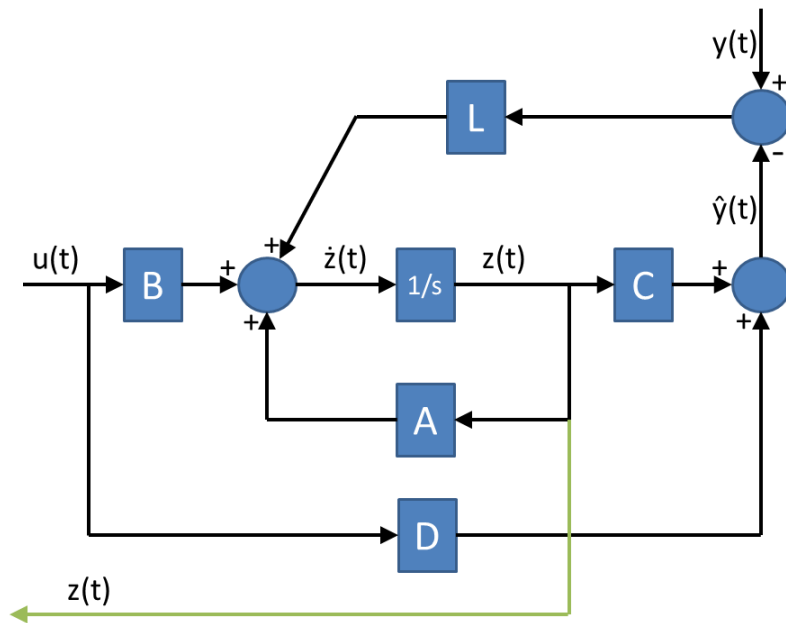 y(t)
+
L
-
ŷ(t)
u(t)
B
+
+
+
ż(t)
1/s
z(t)
C
+
+
A
D
z(t)